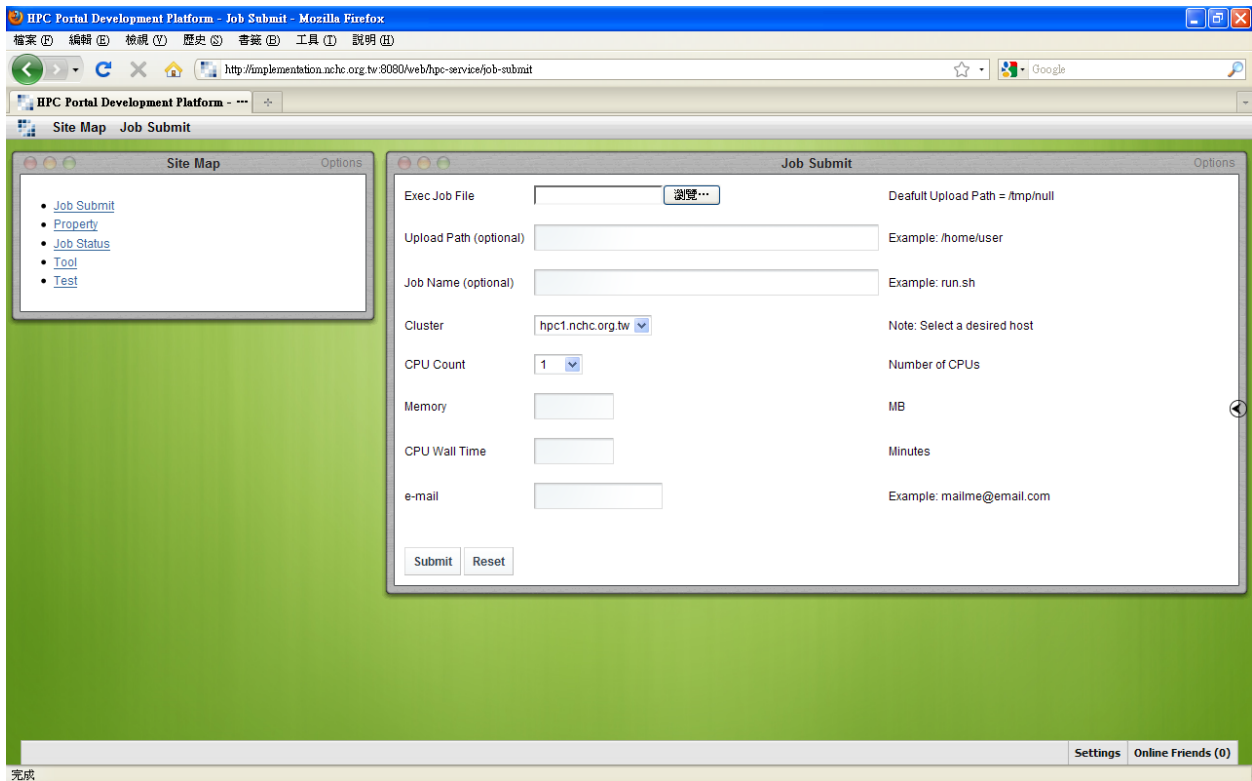 HPC Portal Development Platform - Job Submit - Mozilla Firefox
檔案(F) 編輯(E) 檢視(V) 歷史(S) 書籤(B) 工具(T) 說明(H)
http://implementation.nchc.org.tw:8080/web/hpc-service/job-submit
Google
HPC Portal Development Platform - ...
Site Map Job Submit
Site Map Options
Job Submit
Property
Job Status
Tool
Test
Job Submit Options
Exec Job File 瀏覽… Deafult Upload Path = /tmp/null
Upload Path (optional) Example: /home/user
Job Name (optional) Example: run.sh
Cluster hpc1.nchc.org.tw Note: Select a desired host
CPU Count 1 Number of CPUs
Memory MB
CPU Wall Time Minutes
e-mail Example: mailme@email.com
Submit Reset
Settings Online Friends (0)
完成